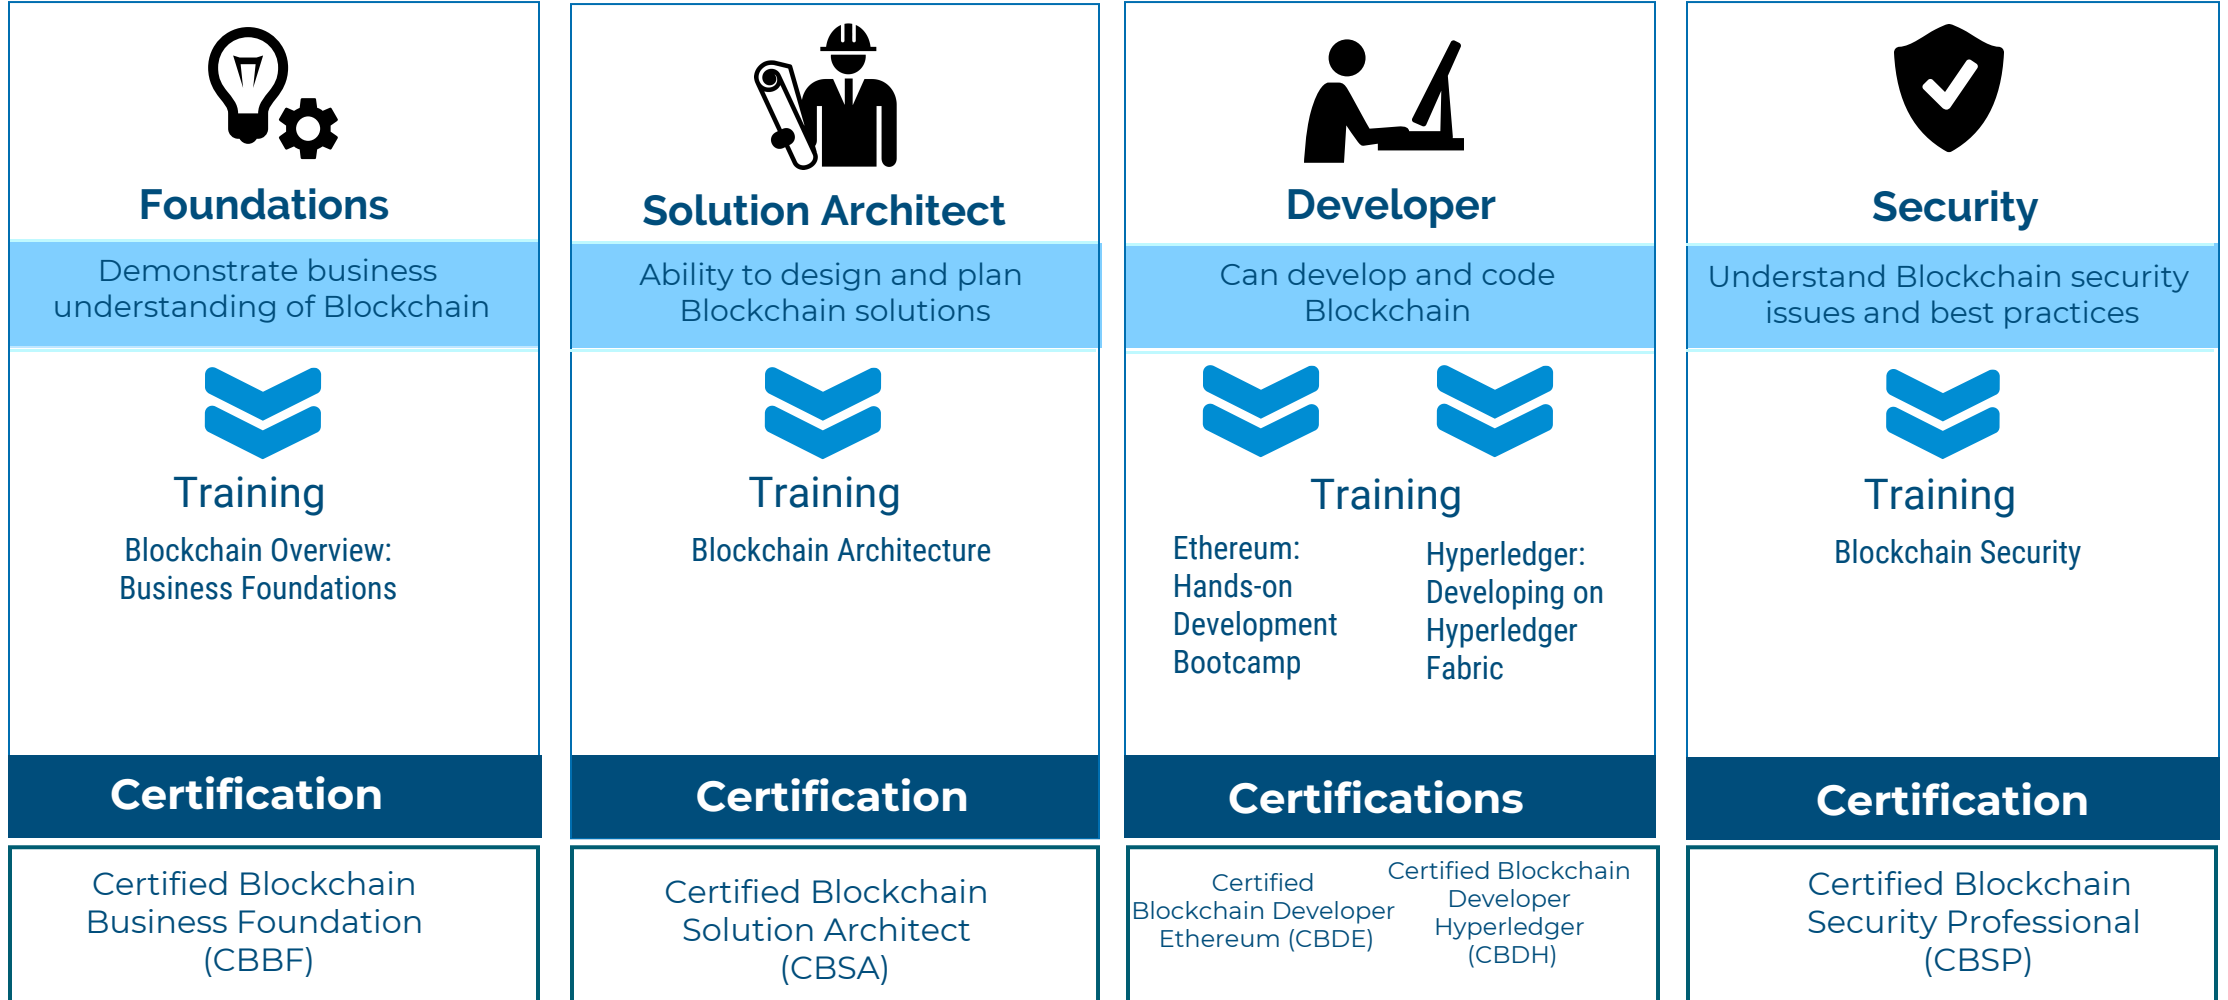 Foundations
Demonstrate business
understanding of Blockchain
Training
Blockchain Overview:
Business Foundations
Certification
Certified Blockchain
Business Foundation
(CBBF)
Solution Architect
Ability to design and plan
Blockchain solutions
Training
Blockchain Architecture
Certification
Certified Blockchain
Solution Architect
(CBSA)
Developer
Can develop and code
Blockchain
Training
Ethereum:
Hands-on
Development
Bootcamp
Hyperledger:
Developing on
Hyperledger
Fabric
Certifications
Certified
Blockchain Developer
Ethereum (CBDE)
Certified Blockchain
Developer
Hyperledger
(CBDH)
Security
Understand Blockchain security
issues and best practices
Training
Blockchain Security
Certification
Certified Blockchain
Security Professional
(CBSP)